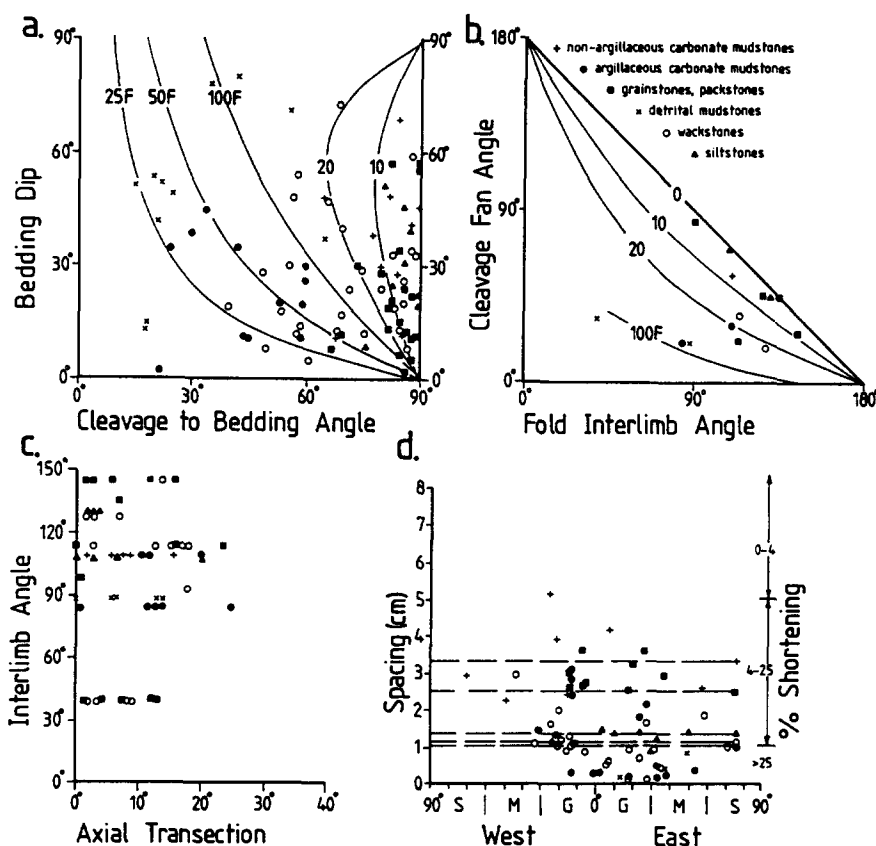 a.
90°
60°
30°
0°
Bedding Dip
25F
50F
100F
20
10
90°
60°
30°
0°
0°
30°
60°
90°
Cleavage to Bedding Angle
b.
180°
90°
0°
Cleavage Fan Angle
+ non-argillaceous carbonate mudstones
● argillaceous carbonate mudstones
■ grainstones, packstones
× detrital mudstones
○ wackstones
▲ siltstones
0
10
20
100F
0°
90°
180°
Fold Interlimb Angle
c.
150°
120°
90°
60°
30°
0°
Interlimb Angle
0°
10°
20°
30°
40°
Axial Transection
d.
8
7
6
5
4
3
2
1
0
Spacing (cm)
0-4
4-25
>25
% Shortening
90° S | M | G 0° G | M | S 90°
West East